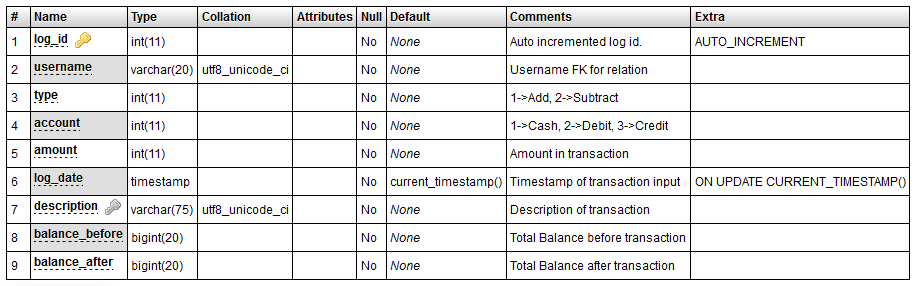 # Name Type Collation Attributes Null Default Comments Extra
1 log_id int(11) No None Auto incremented log id. AUTO_INCREMENT
2 username varchar(20) utf8_unicode_ci No None Username FK for relation
3 type int(11) No None 1->Add, 2->Subtract
4 account int(11) No None 1->Cash, 2->Debit, 3->Credit
5 amount int(11) No None Amount in transaction
6 log_date timestamp No current_timestamp() Timestamp of transaction input ON UPDATE CURRENT_TIMESTAMP()
7 description varchar(75) utf8_unicode_ci No None Description of transaction
8 balance_before bigint(20) No None Total Balance before transaction
9 balance_after bigint(20) No None Total Balance after transaction